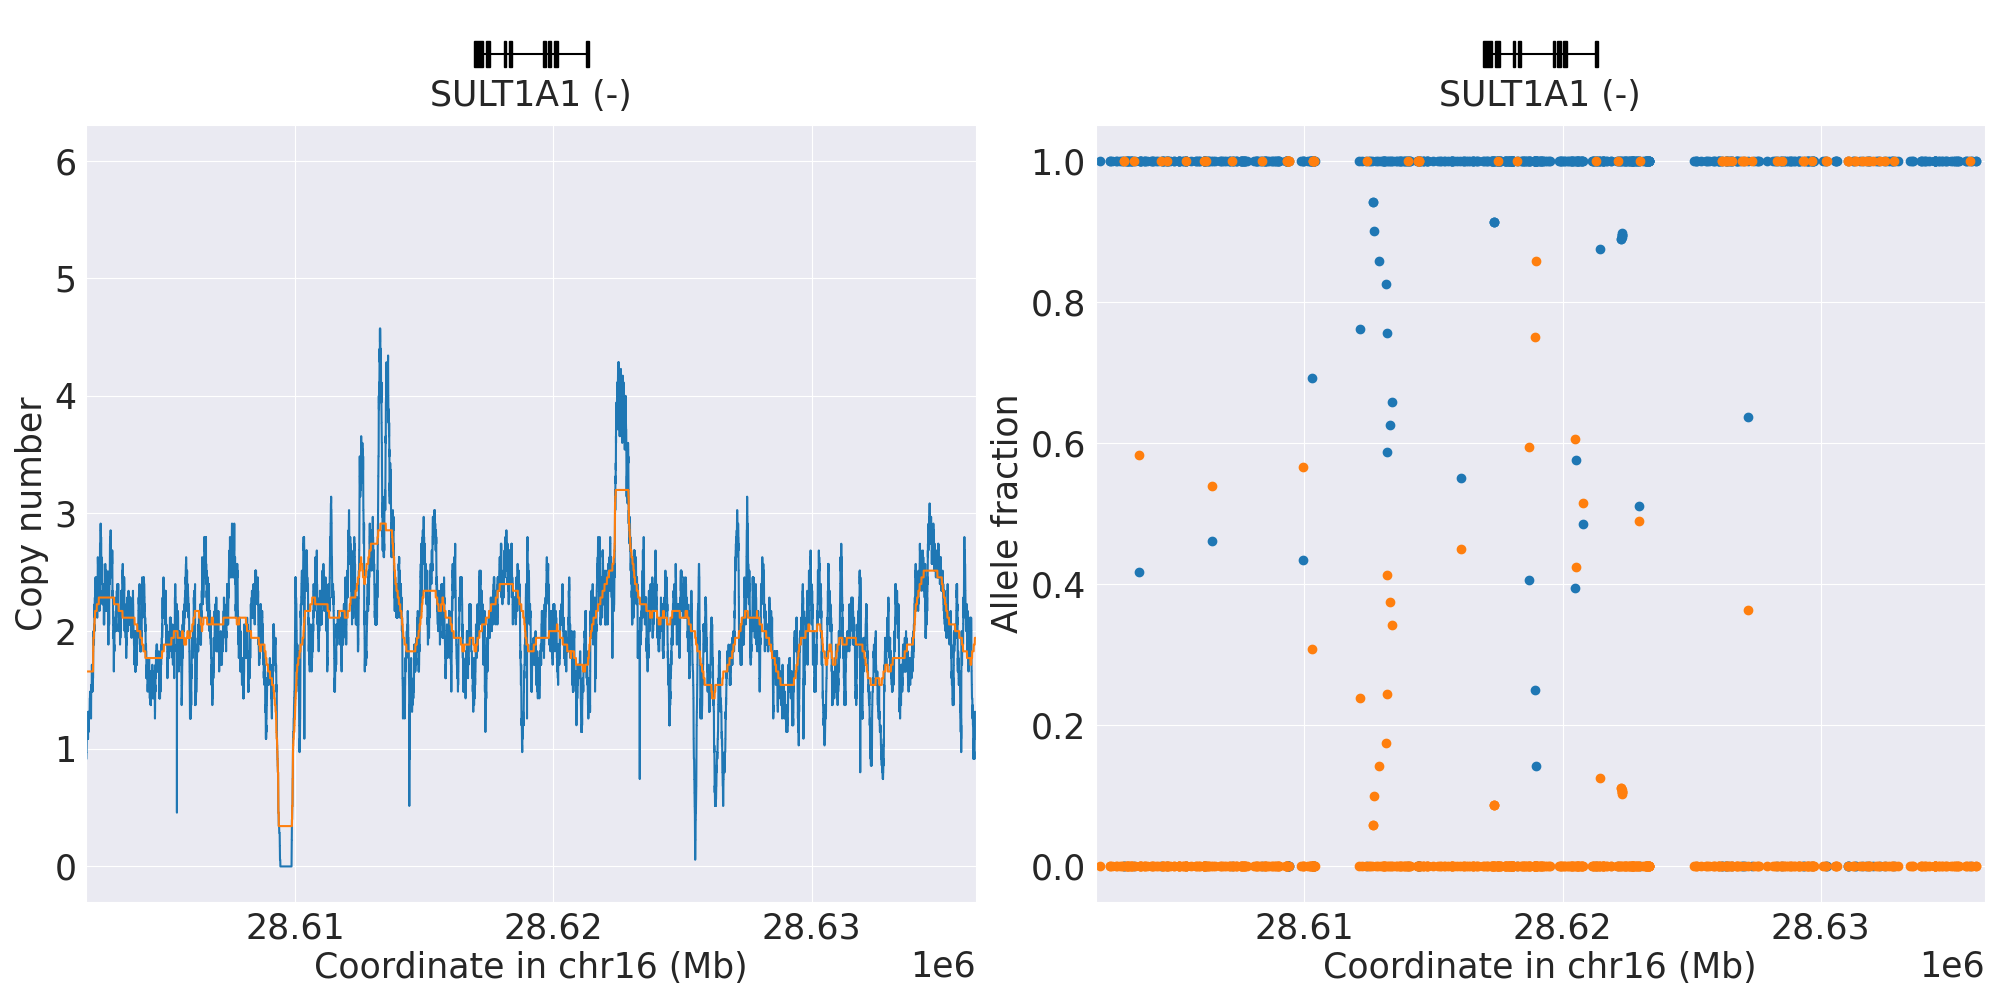 SULT1A1 (-)
6
5
4
3
2
1
0
Copy number
28.61
28.62
28.63
Coordinate in chr16 (Mb)
1e6
SULT1A1 (-)
1.0
0.8
0.6
0.4
0.2
0.0
Allele fraction
28.61
28.62
28.63
Coordinate in chr16 (Mb)
1e6